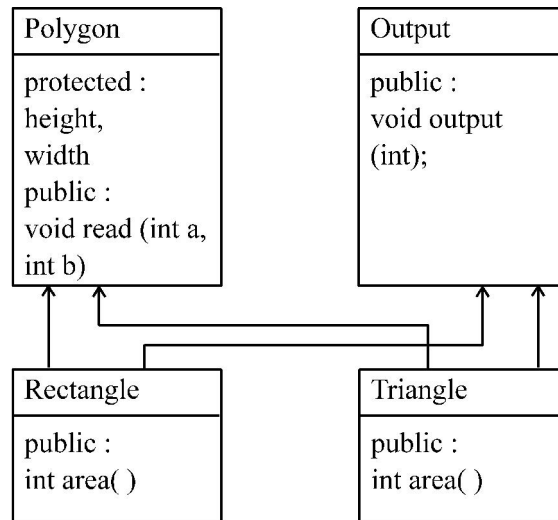 Polygon
protected :
height,
width
public :
void read (int a,
int b)
Output
public :
void output
(int);
Rectangle
public :
int area( )
Triangle
public :
int area( )